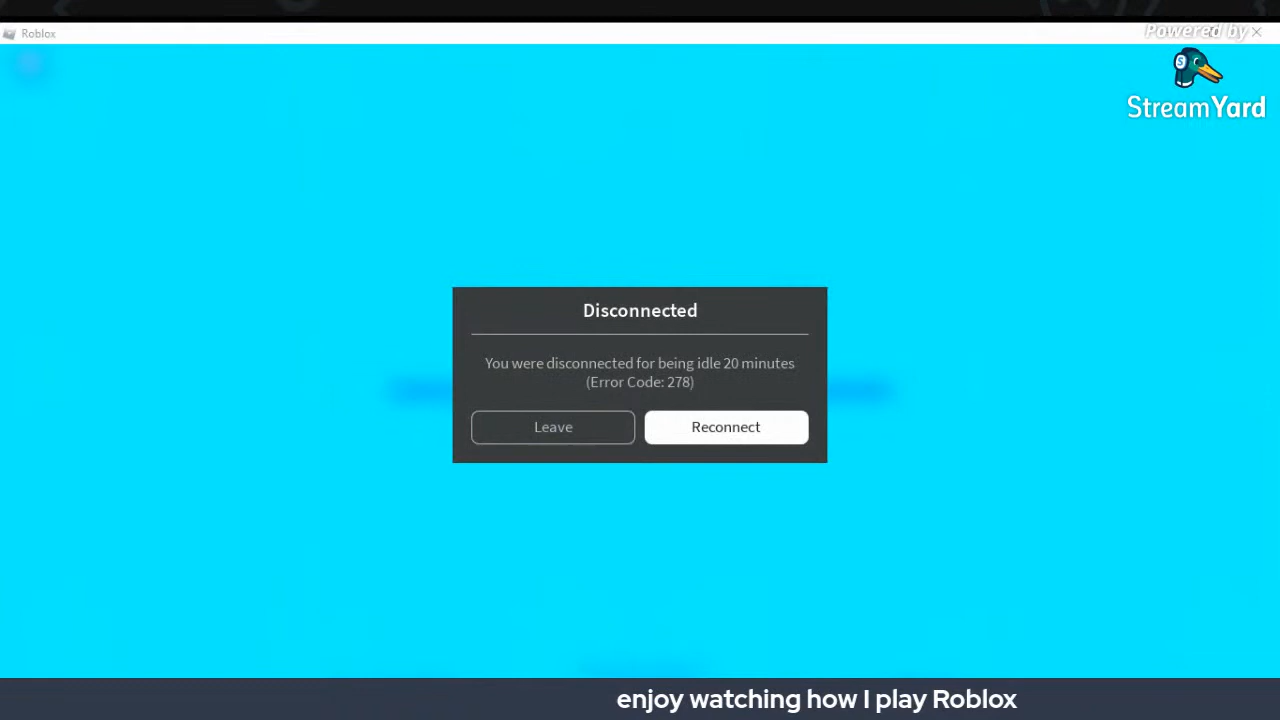 Roblox
Powered by
StreamYard
Disconnected
You were disconnected for being idle 20 minutes
(Error Code: 278)
Leave
Reconnect
enjoy watching how I play Roblox